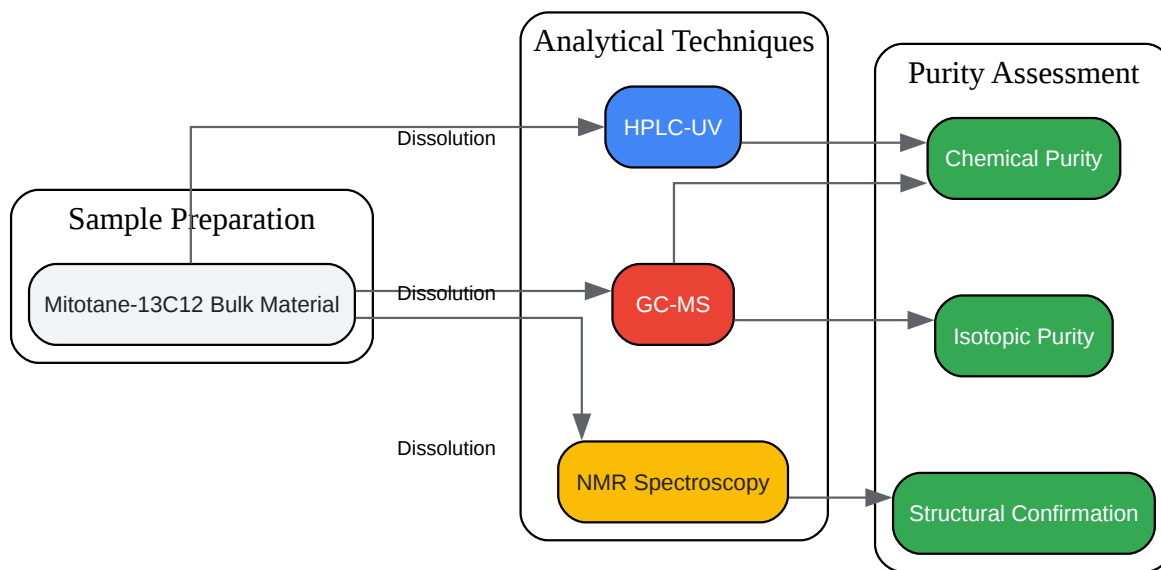 Sample Preparation
Mitotane-13C12 Bulk Material
Dissolution
Dissolution
Dissolution
Analytical Techniques
HPLC-UV
GC-MS
NMR Spectroscopy
Purity Assessment
Chemical Purity
Isotopic Purity
Structural Confirmation